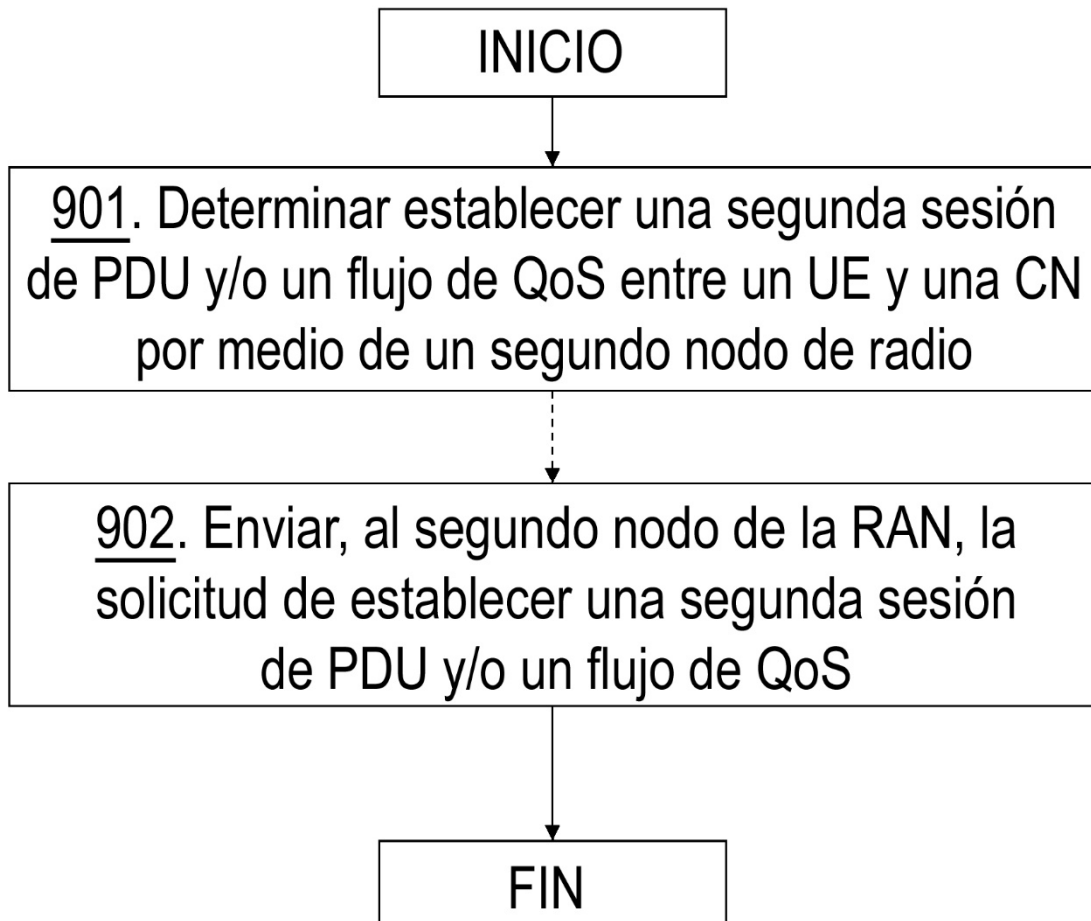 INICIO
901. Determinar establecer una segunda sesión
de PDU y/o un flujo de QoS entre un UE y una CN
por medio de un segundo nodo de radio
902. Enviar, al segundo nodo de la RAN, la
solicitud de establecer una segunda sesión
de PDU y/o un flujo de QoS
FIN